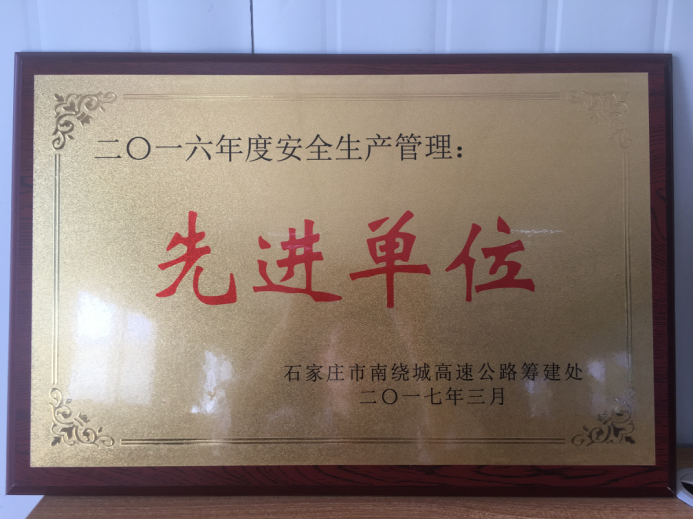 二〇一六年度安全生产管理:
先进单位
石家庄市南绕城高速公路筹建处
二〇一七年三月